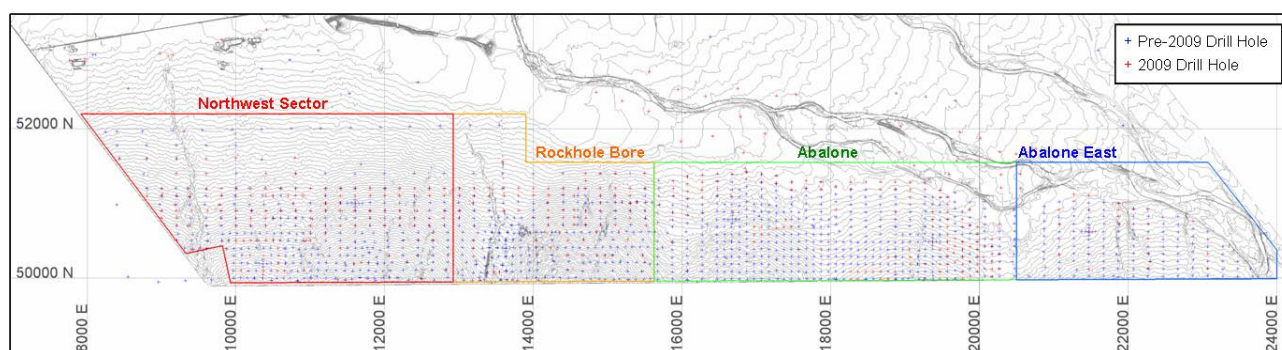 + Pre-2009 Drill Hole
+ 2009 Drill Hole
Northwest Sector
52000 N
Rockhole Bore
Abalone
Abalone East
50000 N
8000 E
10000 E
12000 E
14000 E
16000 E
18000 E
20000 E
22000 E
24000 E